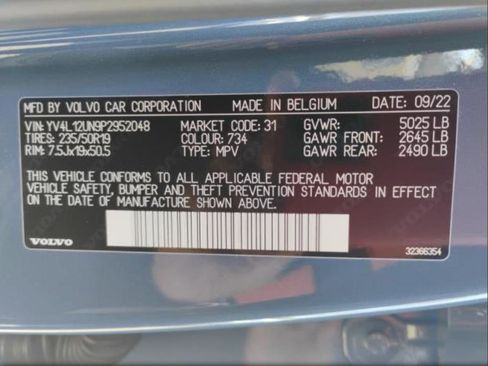 MFD BY VOLVO CAR CORPORATION MADE IN BELGIUM DATE: 09/22
VIN: YV4L12UN9P2952048 MARKET CODE: 31 GVWR: 5025 LB
TIRES: 235/50R19 COLOUR: 734 GAWR FRONT: 2645 LB
RIM: 7.5Jx19x50.5 TYPE: MPV GAWR REAR: 2490 LB
THIS VEHICLE CONFORMS TO ALL APPLICABLE FEDERAL MOTOR
VEHICLE SAFETY, BUMPER AND THEFT PREVENTION STANDARDS IN EFFECT
ON THE DATE OF MANUFACTURE SHOWN ABOVE.
VOLVO 32366354